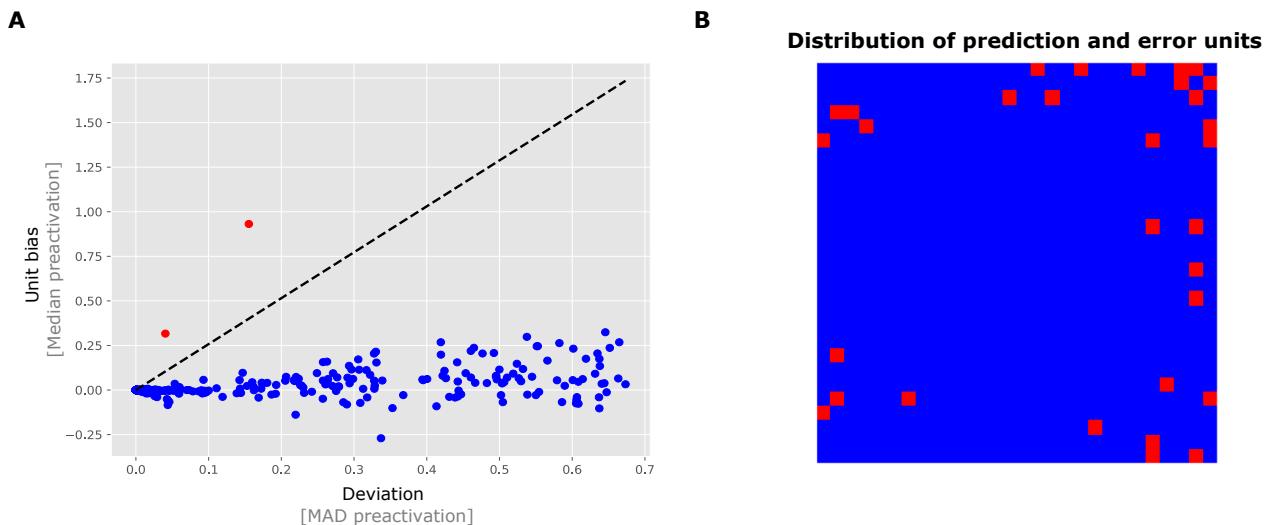 A
B
Distribution of prediction and error units
1.75
1.50
1.25
1.00
0.75
0.50
0.25
0.00
−0.25
Unit bias
[Median preactivation]
0.0 0.1 0.2 0.3 0.4 0.5 0.6 0.7
Deviation
[MAD preactivation]